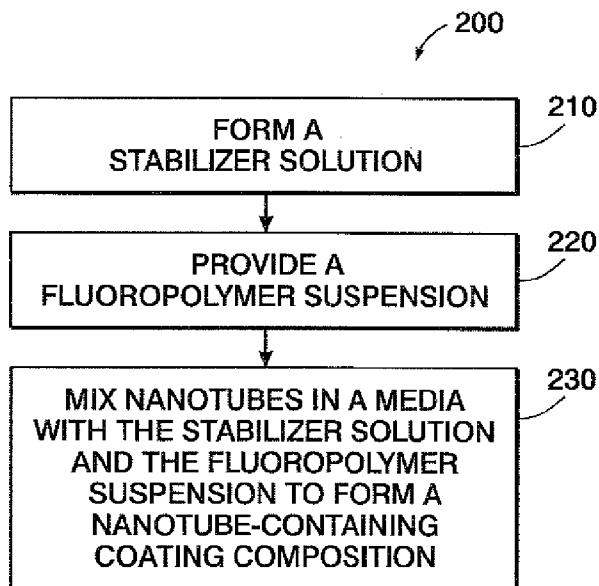 200
210
FORM A
STABILIZER SOLUTION
220
PROVIDE A
FLUOROPOLYMER SUSPENSION
230
MIX NANOTUBES IN A MEDIA
WITH THE STABILIZER SOLUTION
AND THE FLUOROPOLYMER
SUSPENSION TO FORM A
NANOTUBE-CONTAINING
COATING COMPOSITION